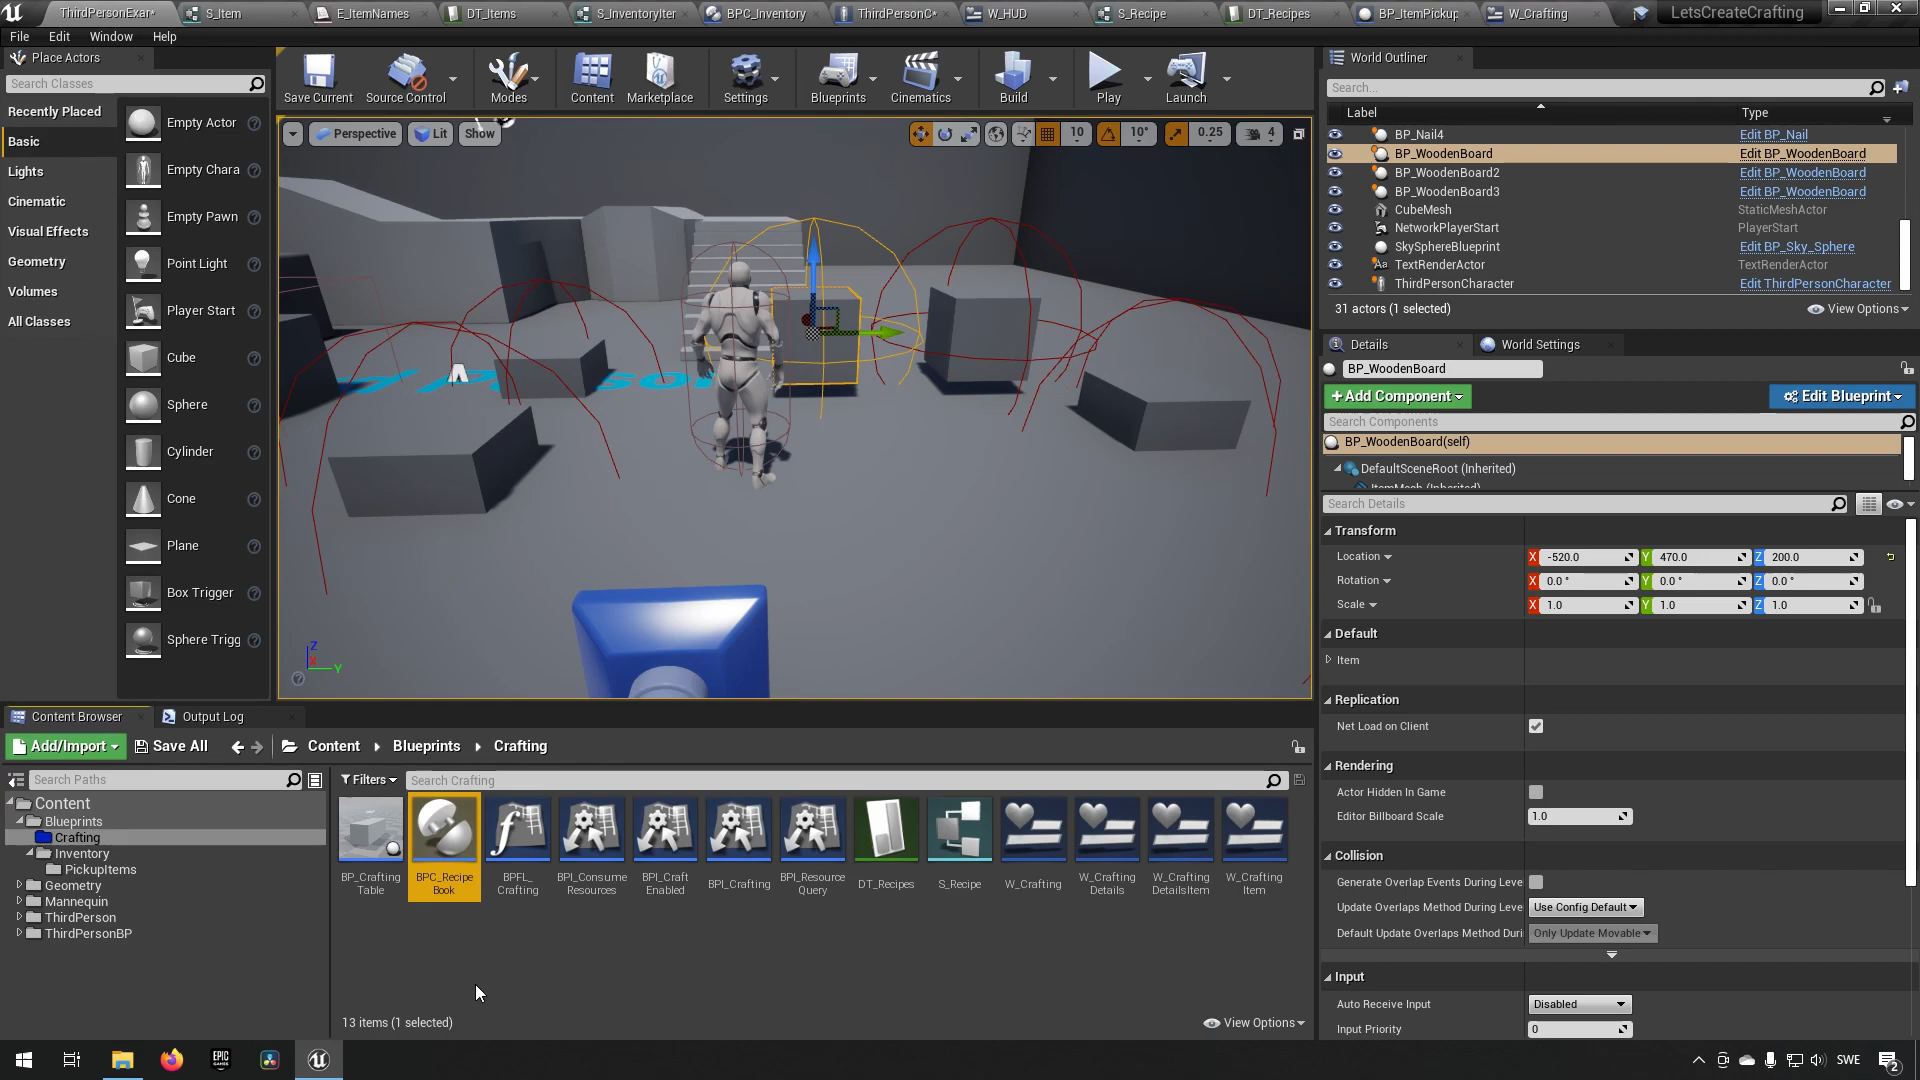 ThirdPersonExar*
S_Item
E_ItemNames
DT_Items
S_InventoryIter
BPC_Inventory
ThirdPersonC*
W_HUD
S_Recipe
DT_Recipes
BP_ItemPickup
W_Crafting
LetsCreateCrafting
File Edit Window Help
Place Actors
Search Classes
Recently Placed
Basic
Lights
Cinematic
Visual Effects
Geometry
Volumes
All Classes
Empty Actor
Empty Chara
Empty Pawn
Point Light
Player Start
Cube
Sphere
Cylinder
Cone
Plane
Box Trigger
Sphere Trigg
Save Current
Source Control
Modes
Content
Marketplace
Settings
Blueprints
Cinematics
Build
Play
Launch
Perspective Lit Show
10 10° 0.25 4
Z
X
Y
World Outliner
Search...
Label Type
BP_Nail4 Edit BP_Nail
BP_WoodenBoard Edit BP_WoodenBoard
BP_WoodenBoard2 Edit BP_WoodenBoard
BP_WoodenBoard3 Edit BP_WoodenBoard
CubeMesh StaticMeshActor
NetworkPlayerStart PlayerStart
SkySphereBlueprint Edit BP_Sky_Sphere
TextRenderActor TextRenderActor
ThirdPersonCharacter Edit ThirdPersonCharacter
31 actors (1 selected) View Options
Details World Settings
BP_WoodenBoard
+Add Component Edit Blueprint
Search Components
BP_WoodenBoard(self)
DefaultSceneRoot (Inherited)
ItemMesh (Inherited)
Search Details
Transform
Location X -520.0 Y 470.0 Z 200.0
Rotation X 0.0 ° Y 0.0 ° Z 0.0 °
Scale X 1.0 Y 1.0 Z 1.0
Default
Item
Replication
Net Load on Client
Rendering
Actor Hidden In Game
Editor Billboard Scale 1.0
Collision
Generate Overlap Events During Leve
Update Overlaps Method During Leve Use Config Default
Default Update Overlaps Method Duri Only Update Movable
Input
Auto Receive Input Disabled
Input Priority 0
Content Browser Output Log
Add/Import Save All Content Blueprints Crafting
Search Paths
Filters Search Crafting
Content
Blueprints
Crafting
Inventory
PickupItems
Geometry
Mannequin
ThirdPerson
ThirdPersonBP
BP_Crafting
Table
BPC_Recipe
Book
BPFL_
Crafting
BPI_Consume
Resources
BPI_Craft
Enabled
BPI_Crafting
BPI_Resource
Query
DT_Recipes
S_Recipe
W_Crafting
W_Crafting
Details
W_Crafting
DetailsItem
W_Crafting
Item
13 items (1 selected) View Options
EPIC
GAMES
SWE
2